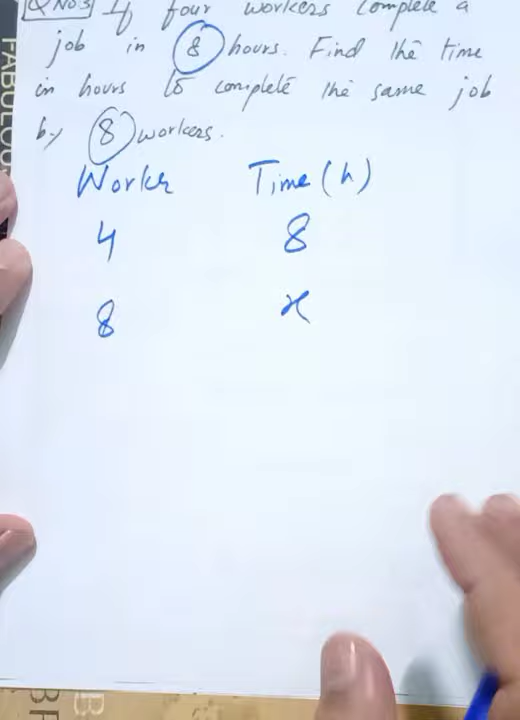 Q No3 If four workers complete a
job in 8 hours. Find the time
in hours to complete the same job
by 8 workers.
Worker Time (h)
4 8
8 x
FABULOU